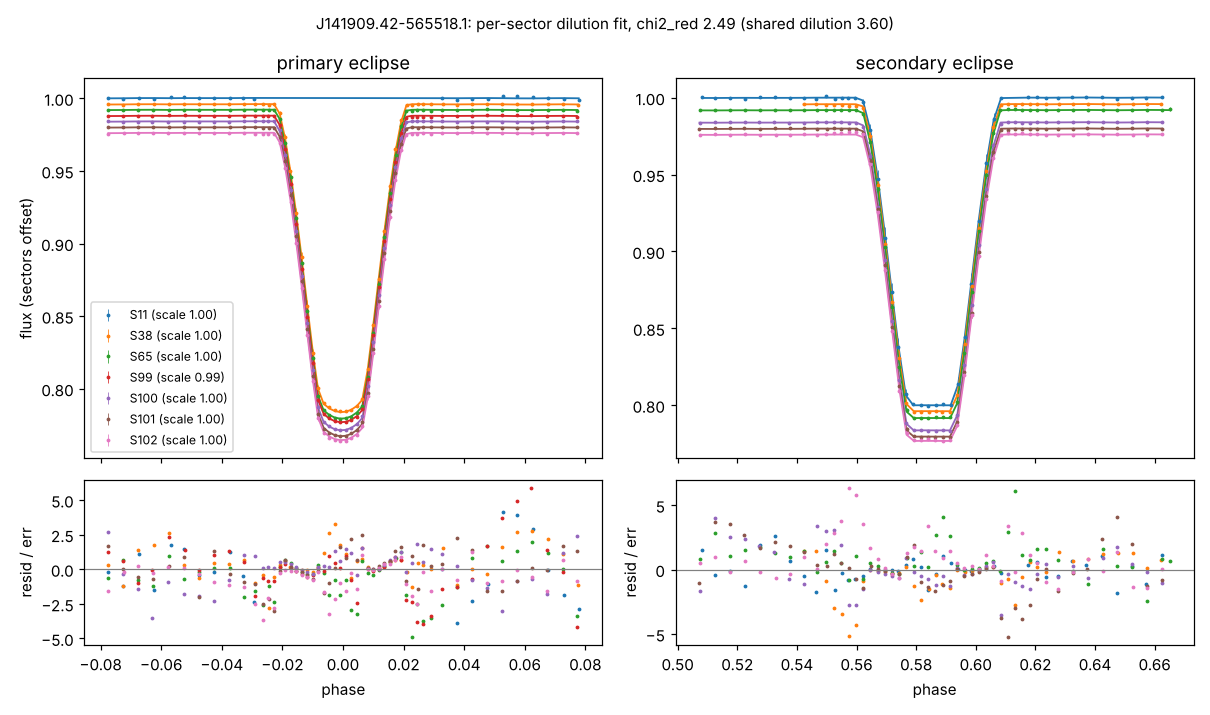 J141909.42-565518.1: per-sector dilution fit, chi2_red 2.49 (shared dilution 3.60)
primary eclipse
secondary eclipse
flux (sectors offset)
1.00
0.95
0.90
0.85
0.80
S11 (scale 1.00)
S38 (scale 1.00)
S65 (scale 1.00)
S99 (scale 0.99)
S100 (scale 1.00)
S101 (scale 1.00)
S102 (scale 1.00)
1.00
0.95
0.90
0.85
0.80
resid / err
5.0
2.5
0.0
−2.5
−5.0
−0.08 −0.06 −0.04 −0.02 0.00 0.02 0.04 0.06 0.08
phase
resid / err
5
0
−5
0.50 0.52 0.54 0.56 0.58 0.60 0.62 0.64 0.66
phase